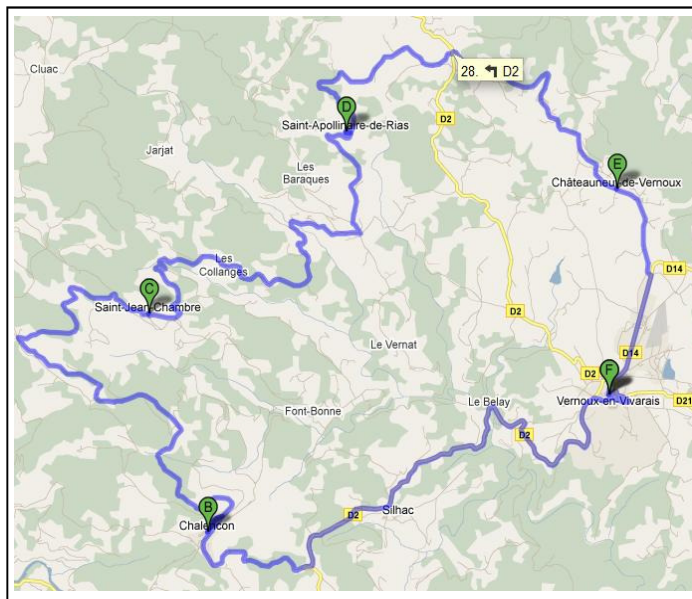 Cluac
28. D2
D
D2
Saint-Apollinaire-de-Rias
Jarjat
Les
Baraques
E
Châteauneuf-de-Vernoux
Les
Collanges
D14
C
Saint-Jean-Chambre
D2
Le Vernat
D14
D2
F
Le Belay
Vernoux-en-Vivarais
D21
Font-Bonne
D2
B
Chalencon
D2
Silhac